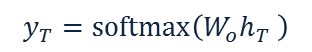 y_T = softmax(W_o h_T )